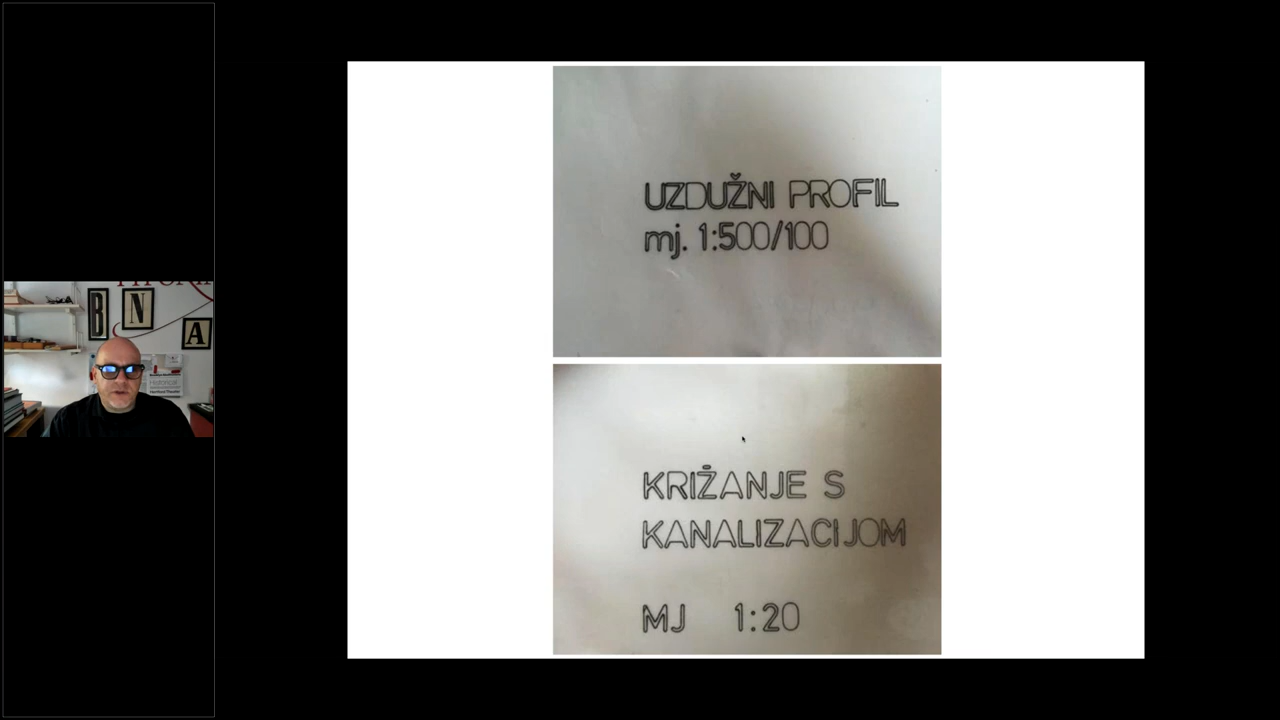 B N A
UZDUŽNI PROFIL
mj. 1:500/100
KRIŽANJE S
KANALIZACIJOM
MJ 1:20